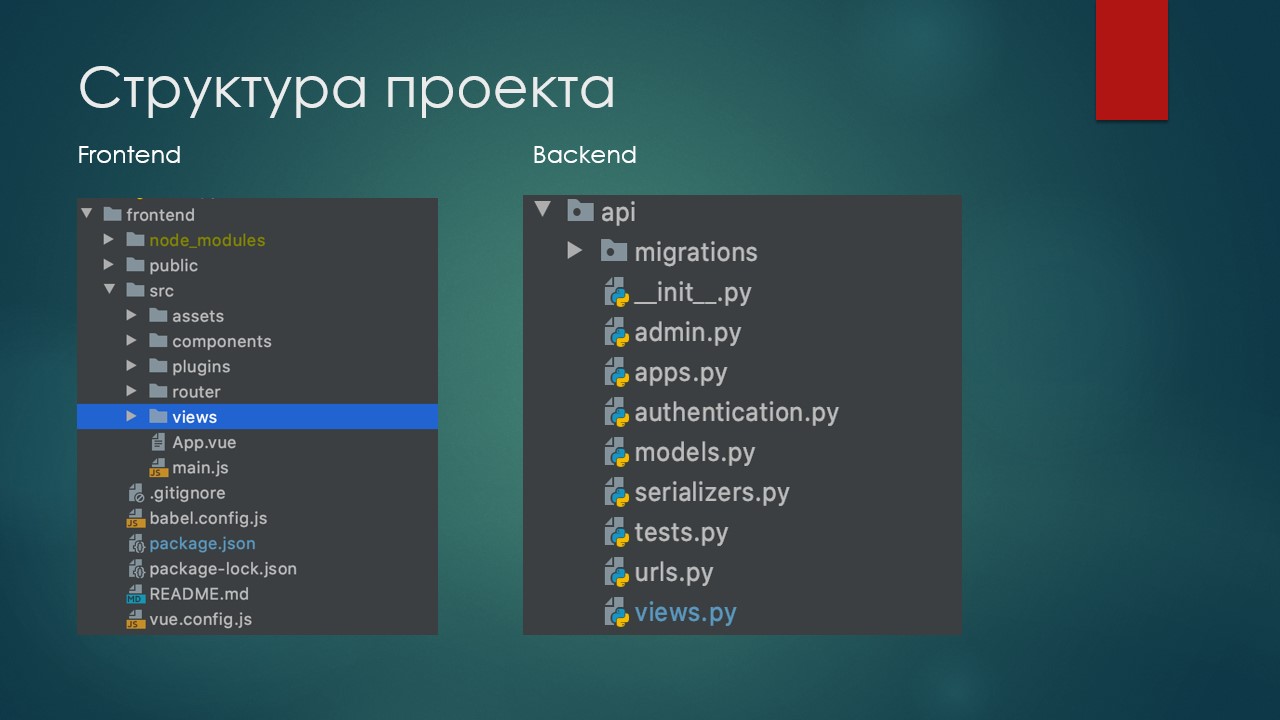 Структура проекта
Frontend
frontend
node_modules
public
src
assets
components
plugins
router
views
App.vue
main.js
.gitignore
babel.config.js
package.json
package-lock.json
README.md
vue.config.js
Backend
api
migrations
__init__.py
admin.py
apps.py
authentication.py
models.py
serializers.py
tests.py
urls.py
views.py